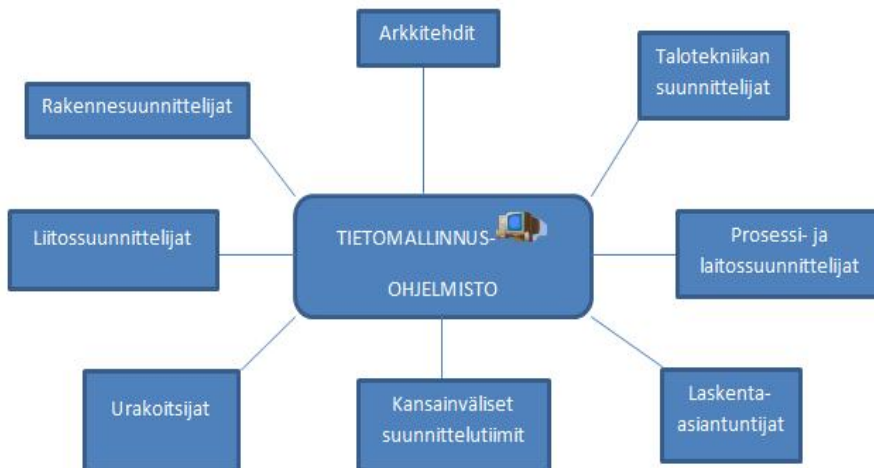 Arkkitehdit
Talotekniikan
suunnittelijat
Rakennesuunnittelijat
Liitossuunnittelijat
TIETOMALLINNUS-
OHJELMISTO
Prosessi- ja
laitossuunnittelijat
Urakoitsijat
Kansainväliset
suunnittelutiimit
Laskenta-
asiantuntijat